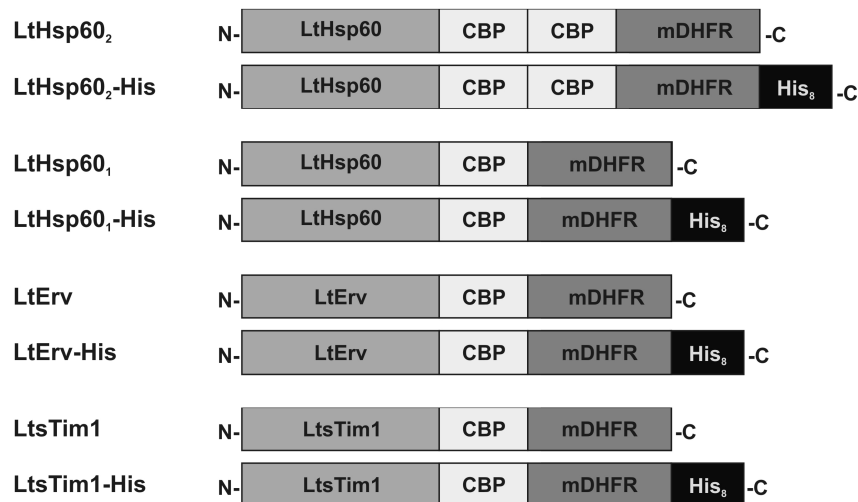 LtHsp60₂ N- LtHsp60 CBP CBP mDHFR -C
LtHsp60₂-His N- LtHsp60 CBP CBP mDHFR His₈ -C
LtHsp60₁ N- LtHsp60 CBP mDHFR -C
LtHsp60₁-His N- LtHsp60 CBP mDHFR His₈ -C
LtErv N- LtErv CBP mDHFR -C
LtErv-His N- LtErv CBP mDHFR His₈ -C
LtsTim1 N- LtsTim1 CBP mDHFR -C
LtsTim1-His N- LtsTim1 CBP mDHFR His₈ -C